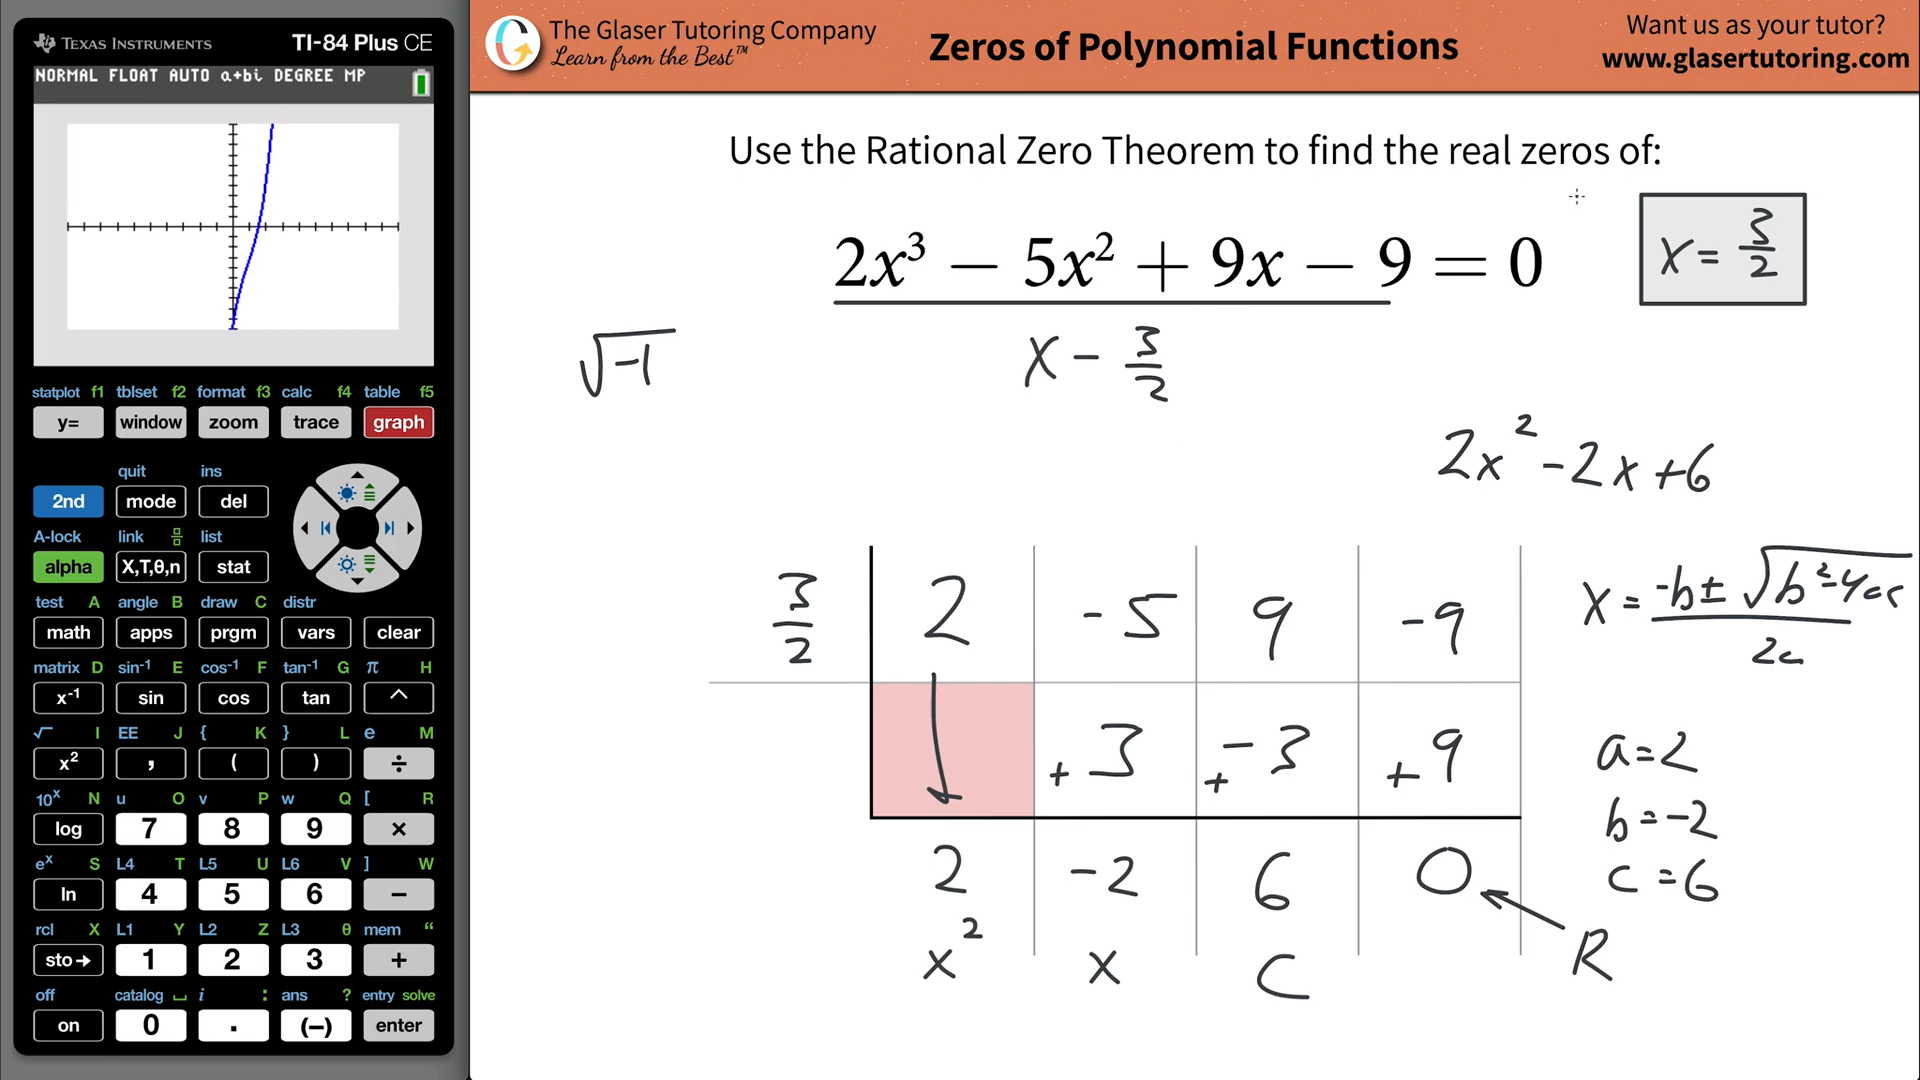 TEXAS INSTRUMENTS TI-84 Plus CE
NORMAL FLOAT AUTO a+bi DEGREE MP
statplot f1 tblset f2 format f3 calc f4 table f5
y= window zoom trace graph
quit ins
2nd mode del
A-lock link list
alpha X,T,θ,n stat
test A angle B draw C distr
math apps prgm vars clear
matrix D sin⁻¹ E cos⁻¹ F tan⁻¹ G π H
x⁻¹ sin cos tan ^
√ I EE J { K } L e M
x² , ( ) ÷
10ˣ N u O v P w Q [ R
log 7 8 9 ×
eˣ S L4 T L5 U L6 V ] W
ln 4 5 6 −
rcl X L1 Y L2 Z L3 θ mem “
sto→ 1 2 3 +
off catalog ⎵ i : ans ? entry solve
on 0 . (−) enter
The Glaser Tutoring Company
Learn from the Best™
Zeros of Polynomial Functions
Want us as your tutor?
www.glasertutoring.com
Use the Rational Zero Theorem to find the real zeros of:
2x³ − 5x² + 9x − 9 = 0
x = 3/2
√-1
x - 3/2
2x² -2x +6
3/2 2 -5 9 -9
+ 3 + -3 + 9
2 -2 6 0
x² x C
R
x = -b ± √b²-4ac / 2a
a=2
b=-2
c=6